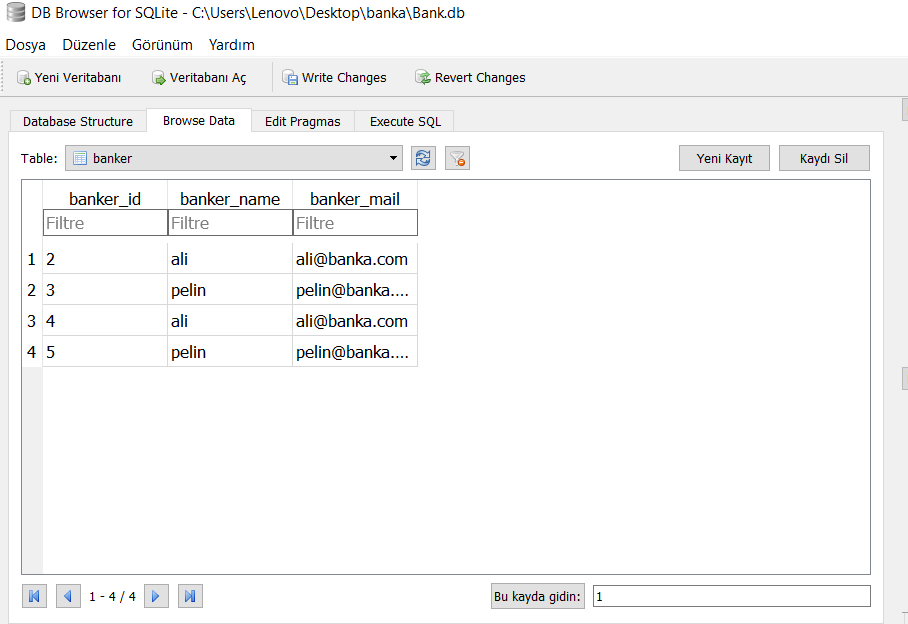 DB Browser for SQLite - C:\Users\Lenovo\Desktop\banka\Bank.db
Dosya Düzenle Görünüm Yardım
Yeni Veritabanı Veritabanı Aç Write Changes Revert Changes
Database Structure Browse Data Edit Pragmas Execute SQL
Table: banker Yeni Kayıt Kaydı Sil
banker_id banker_name banker_mail
Filtre Filtre Filtre
1 2 ali ali@banka.com
2 3 pelin pelin@banka....
3 4 ali ali@banka.com
4 5 pelin pelin@banka....
1 - 4 / 4 Bu kayda gidin: 1